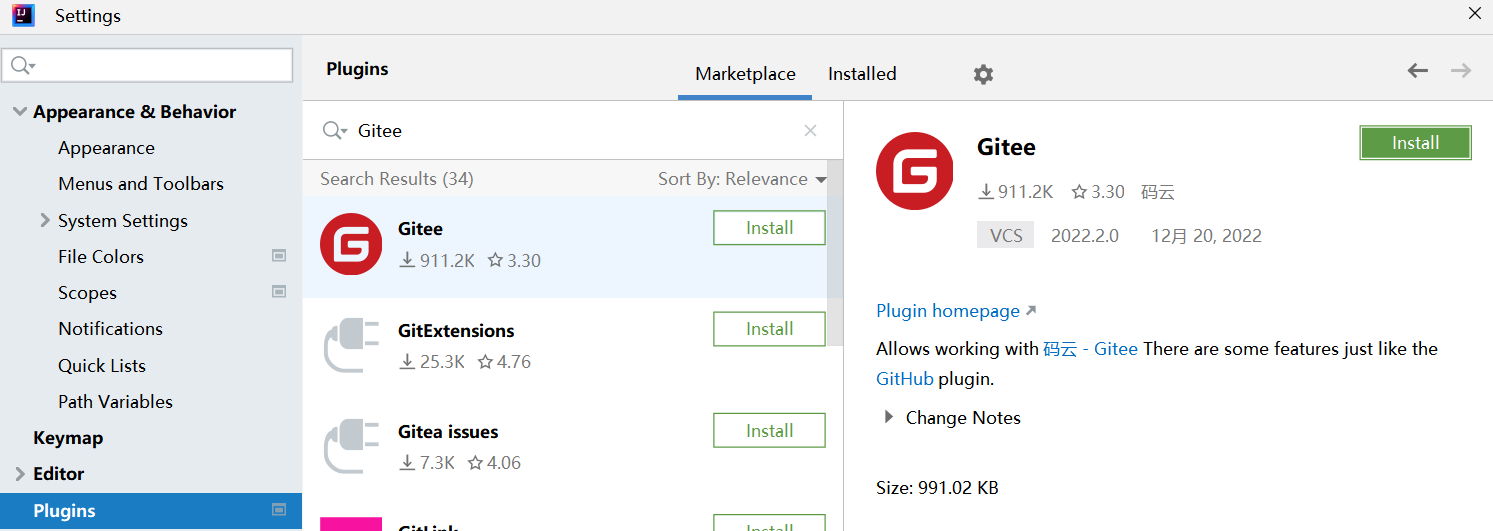 Settings
Appearance & Behavior
Appearance
Menus and Toolbars
System Settings
File Colors
Scopes
Notifications
Quick Lists
Path Variables
Keymap
Editor
Plugins
Plugins
Marketplace
Installed
Gitee
Search Results (34)
Sort By: Relevance
Gitee
Install
911.2K
3.30
GitExtensions
Install
25.3K
4.76
Gitea issues
Install
7.3K
4.06
GitLink
Install
Gitee
Install
911.2K
3.30
码云
VCS
2022.2.0
12月 20, 2022
Plugin homepage
Allows working with 码云 - Gitee There are some features just like the
GitHub plugin.
Change Notes
Size: 991.02 KB